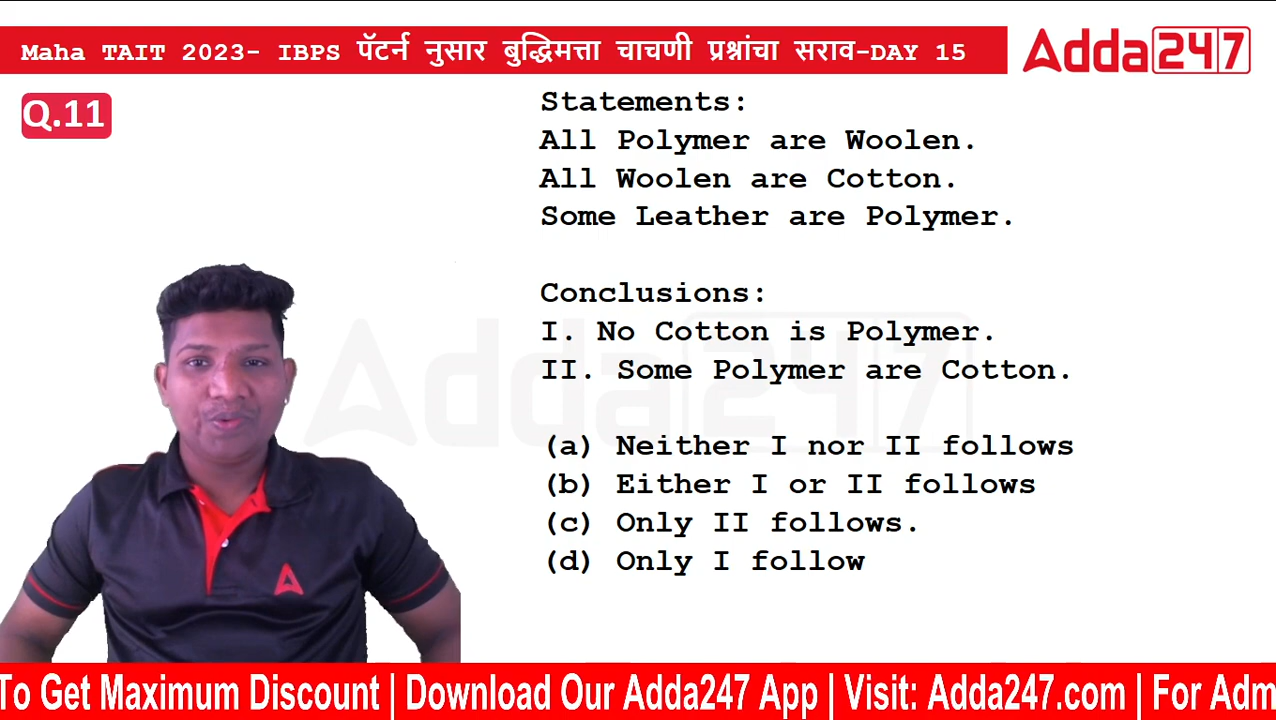 Maha TAIT 2023- IBPS पॅटर्न नुसार बुद्धिमत्ता चाचणी प्रश्नांचा सराव-DAY 15
Adda247
Q.11
Statements:
All Polymer are Woolen.
All Woolen are Cotton.
Some Leather are Polymer.
Conclusions:
I. No Cotton is Polymer.
II. Some Polymer are Cotton.
Adda247
(a) Neither I nor II follows
(b) Either I or II follows
(c) Only II follows.
(d) Only I follow
To Get Maximum Discount | Download Our Adda247 App | Visit: Adda247.com | For Adm